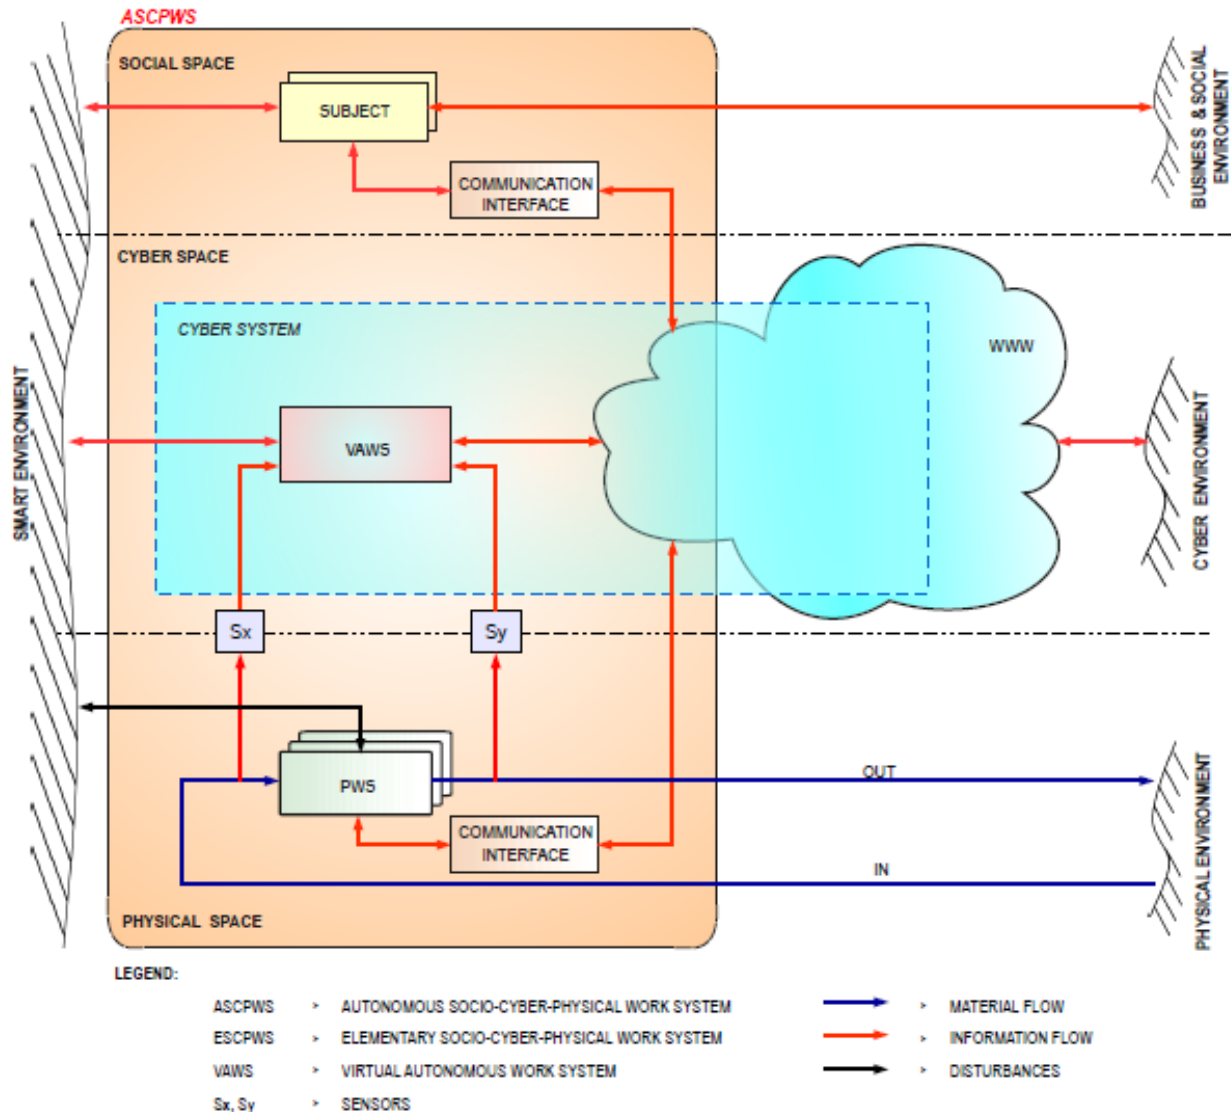 ASCPWS
SOCIAL SPACE
SUBJECT
COMMUNICATION
INTERFACE
BUSINESS & SOCIAL
ENVIRONMENT
CYBER SPACE
CYBER SYSTEM
WWW
VAWS
SMART ENVIRONMENT
CYBER ENVIRONMENT
Sx
Sy
PWS
OUT
COMMUNICATION
INTERFACE
IN
PHYSICAL ENVIRONMENT
PHYSICAL SPACE
LEGEND:
ASCPWS > AUTONOMOUS SOCIO-CYBER-PHYSICAL WORK SYSTEM > MATERIAL FLOW
ESCPWS > ELEMENTARY SOCIO-CYBER-PHYSICAL WORK SYSTEM > INFORMATION FLOW
VAWS > VIRTUAL AUTONOMOUS WORK SYSTEM > DISTURBANCES
Sx, Sy > SENSORS